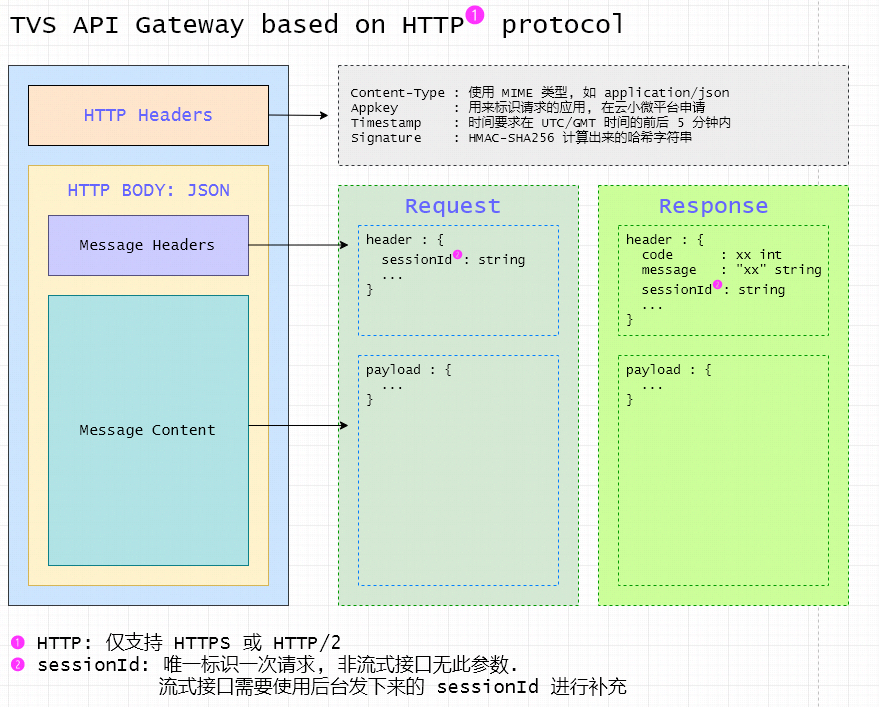 TVS API Gateway based on HTTP❶ protocol
HTTP Headers
Content-Type : 使用 MIME 类型, 如 application/json
Appkey : 用来标识请求的应用, 在云小微平台申请
Timestamp : 时间要求在 UTC/GMT 时间的前后 5 分钟内
Signature : HMAC-SHA256 计算出来的哈希字符串
HTTP BODY: JSON
Message Headers
Message Content
Request
header : {
sessionId❷: string
...
}
payload : {
...
}
Response
header : {
code : xx int
message : "xx" string
sessionId❷: string
...
}
payload : {
...
}
❶ HTTP: 仅支持 HTTPS 或 HTTP/2
❷ sessionId: 唯一标识一次请求, 非流式接口无此参数.
流式接口需要使用后台发下来的 sessionId 进行补充